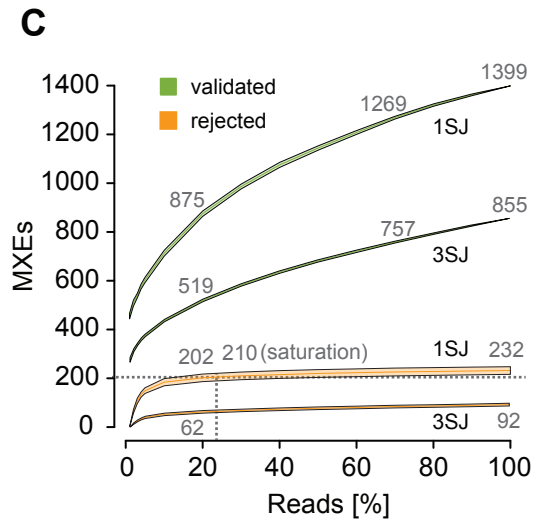 C
1400
1200
1000
800
600
400
200
0
MXEs
validated
rejected
875
1269
1399
1SJ
519
757
855
3SJ
202
210 (saturation)
1SJ
232
62
3SJ
92
0
20
40
60
80
100
Reads [%]